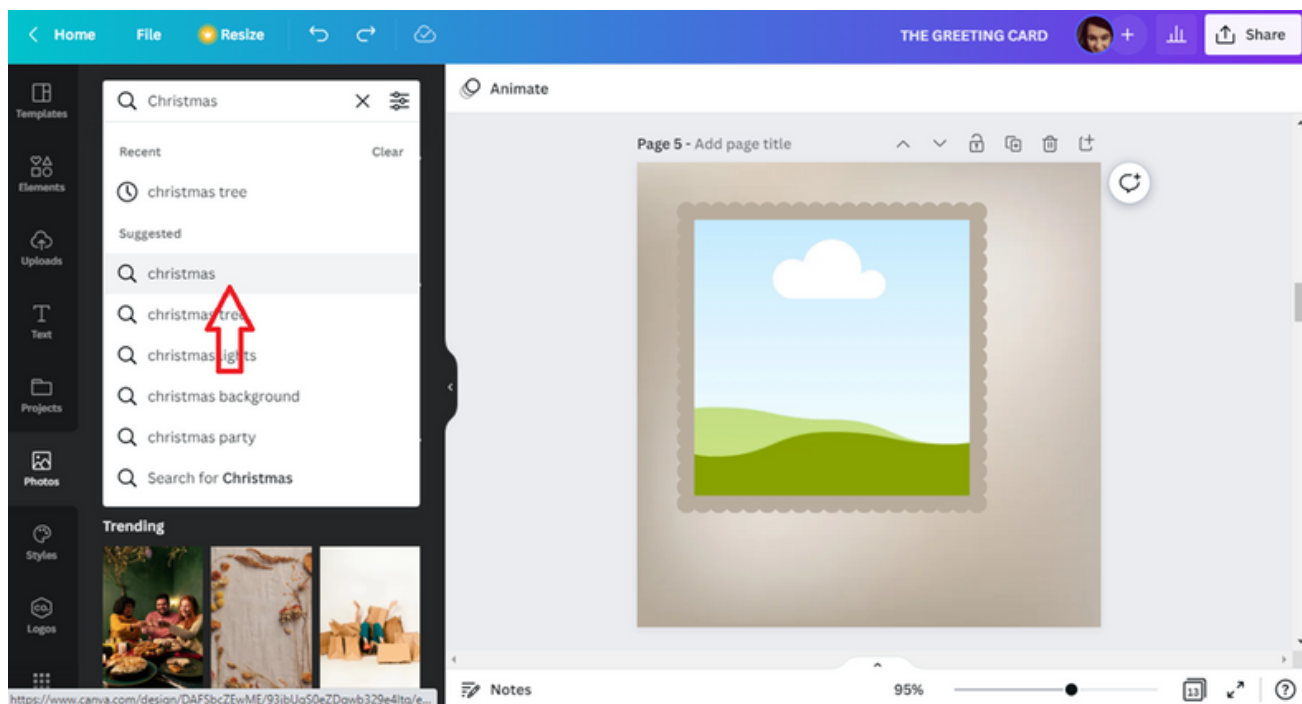 Home File Resize THE GREETING CARD + Share
Templates
Elements
Uploads
Text
Projects
Photos
Styles
CO.
Logos
Christmas
Recent Clear
christmas tree
Suggested
christmas
christmas tree
christmas lights
christmas background
christmas party
Search for Christmas
Trending
Animate
Page 5 - Add page title
Notes 95% 13 ?